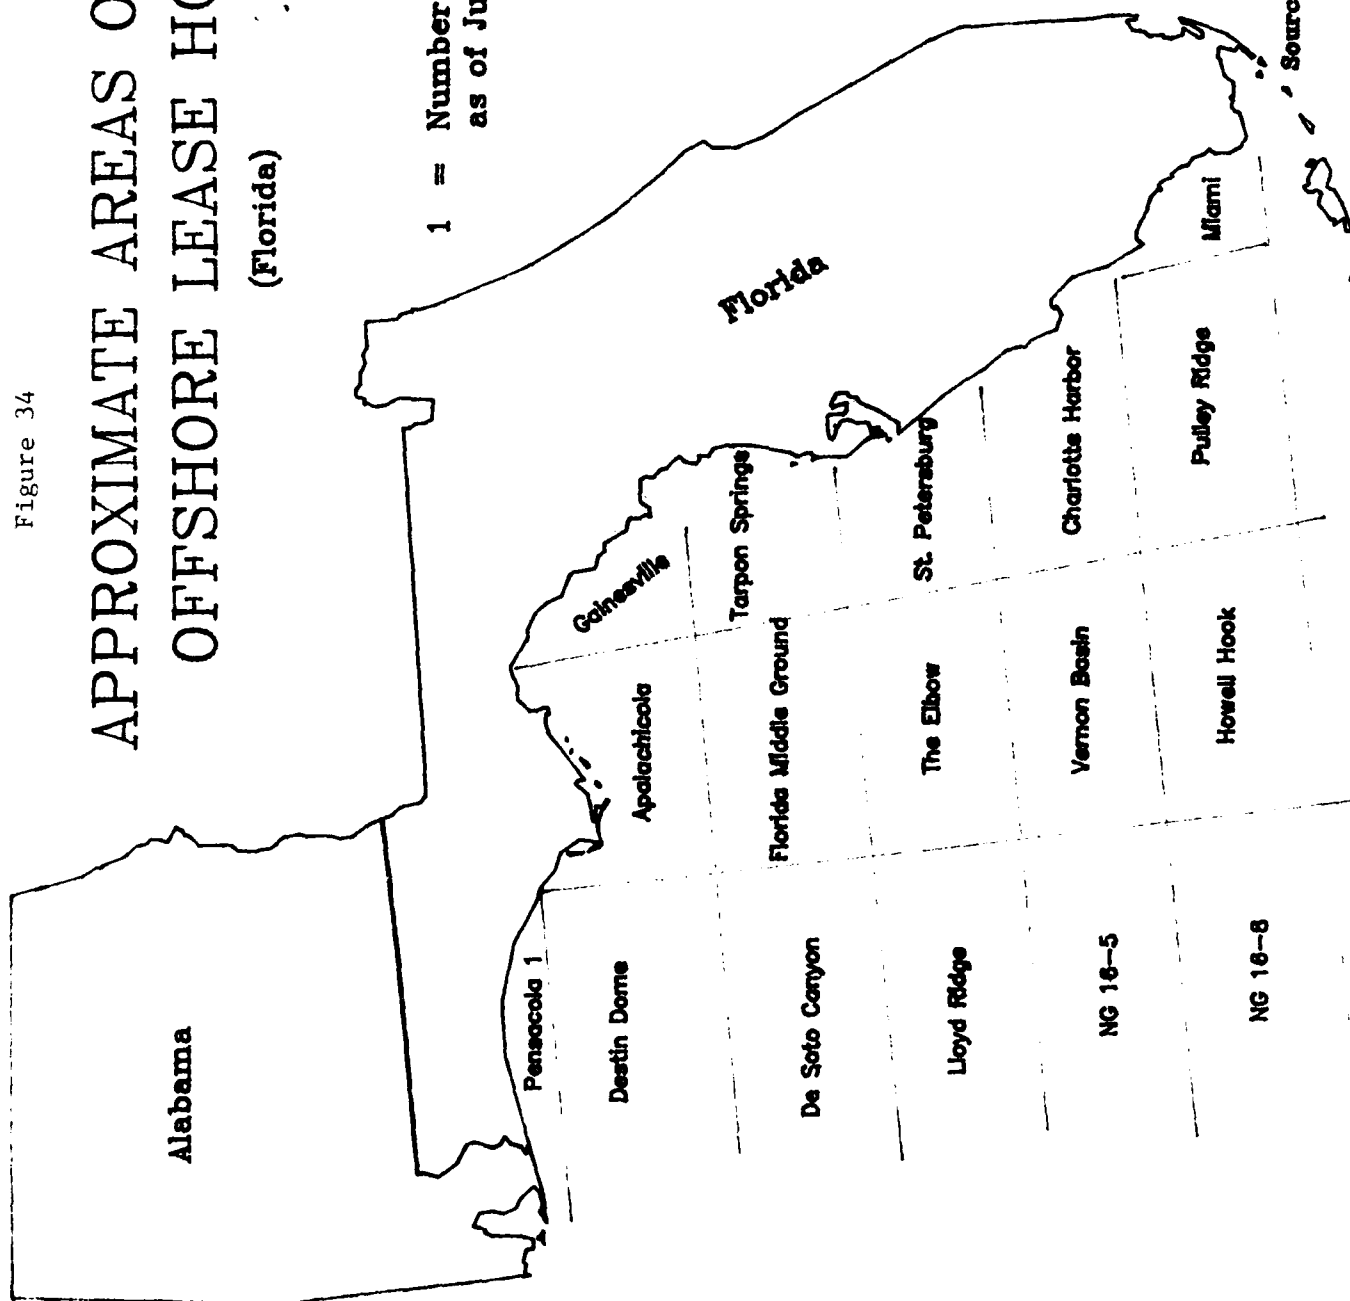 Figure 34
APPROXIMATE AREAS O
OFFSHORE LEASE HO
(Florida)
1 = Number
as of Ju
Alabama
Florida
Pensacola 1
Destin Dome
Apalachicola
Gainesville
De Soto Canyon
Florida Middle Ground
Tarpon Springs
Lloyd Ridge
The Elbow
St. Petersburg
NG 16-5
Vernon Basin
Charlotte Harbor
NG 16-8
Howell Hook
Pulley Ridge
Miami
Sourc